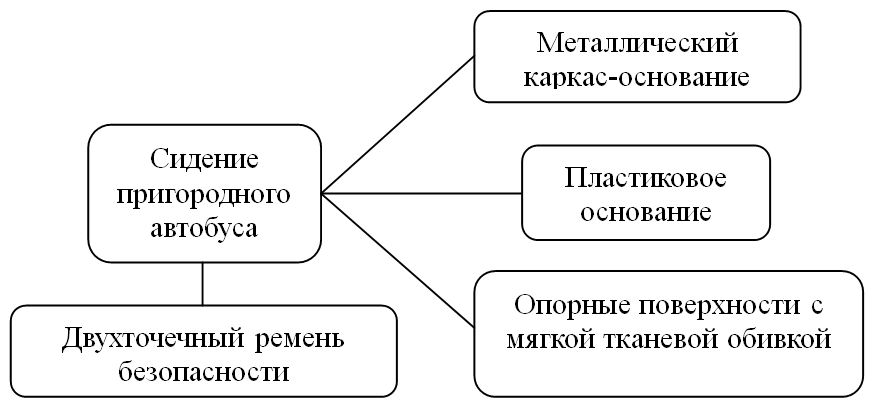 Металлический
каркас-основание
Сидение
пригородного
автобуса
Пластиковое
основание
Опорные поверхности с
мягкой тканевой обивкой
Двухточечный ремень
безопасности